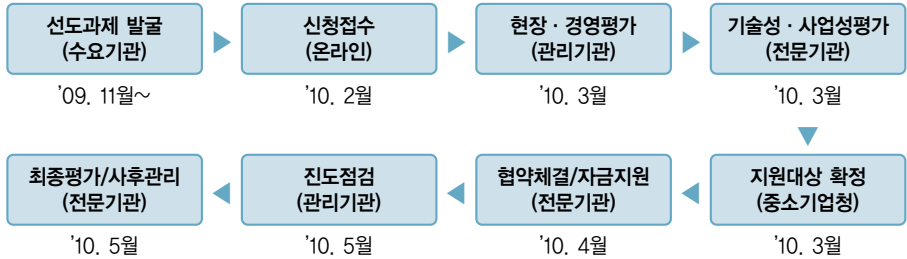 선도과제 발굴
(수요기관)
'09. 11월~
신청접수
(온라인)
'10. 2월
현장·경영평가
(관리기관)
'10. 3월
기술성·사업성평가
(전문기관)
'10. 3월
지원대상 확정
(중소기업청)
'10. 3월
협약체결/자금지원
(전문기관)
'10. 4월
진도점검
(관리기관)
'10. 5월
최종평가/사후관리
(전문기관)
'10. 5월